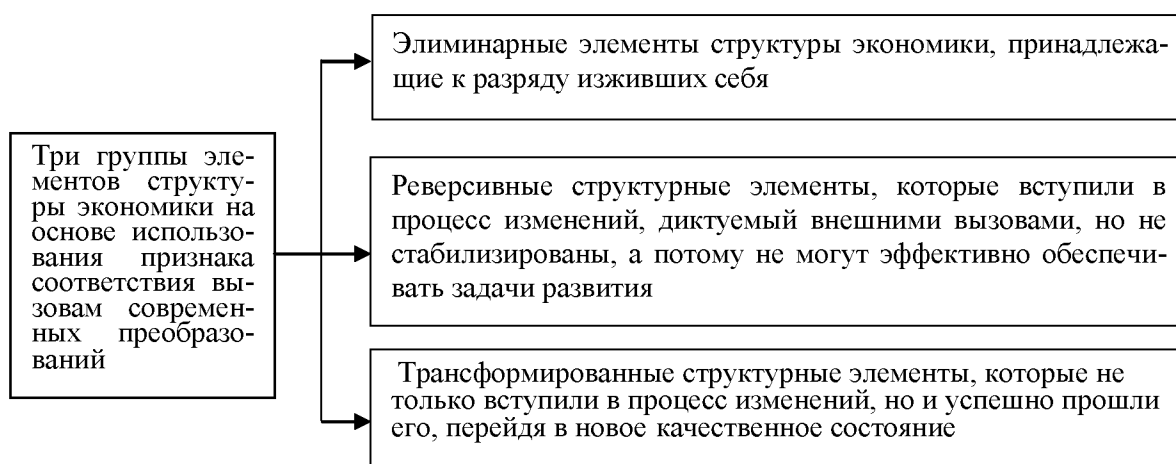 Три группы эле-
ментов структу-
ры экономики на
основе использо-
вания признака
соответствия вы-
зовам современ-
ных преобразо-
ваний
Элиминарные элементы структуры экономики, принадлежа-
щие к разряду изживших себя
Реверсивные структурные элементы, которые вступили в
процесс изменений, диктуемый внешними вызовами, но не
стабилизированы, а потому не могут эффективно обеспечи-
вать задачи развития
Трансформированные структурные элементы, которые не
только вступили в процесс изменений, но и успешно прошли
его, перейдя в новое качественное состояние